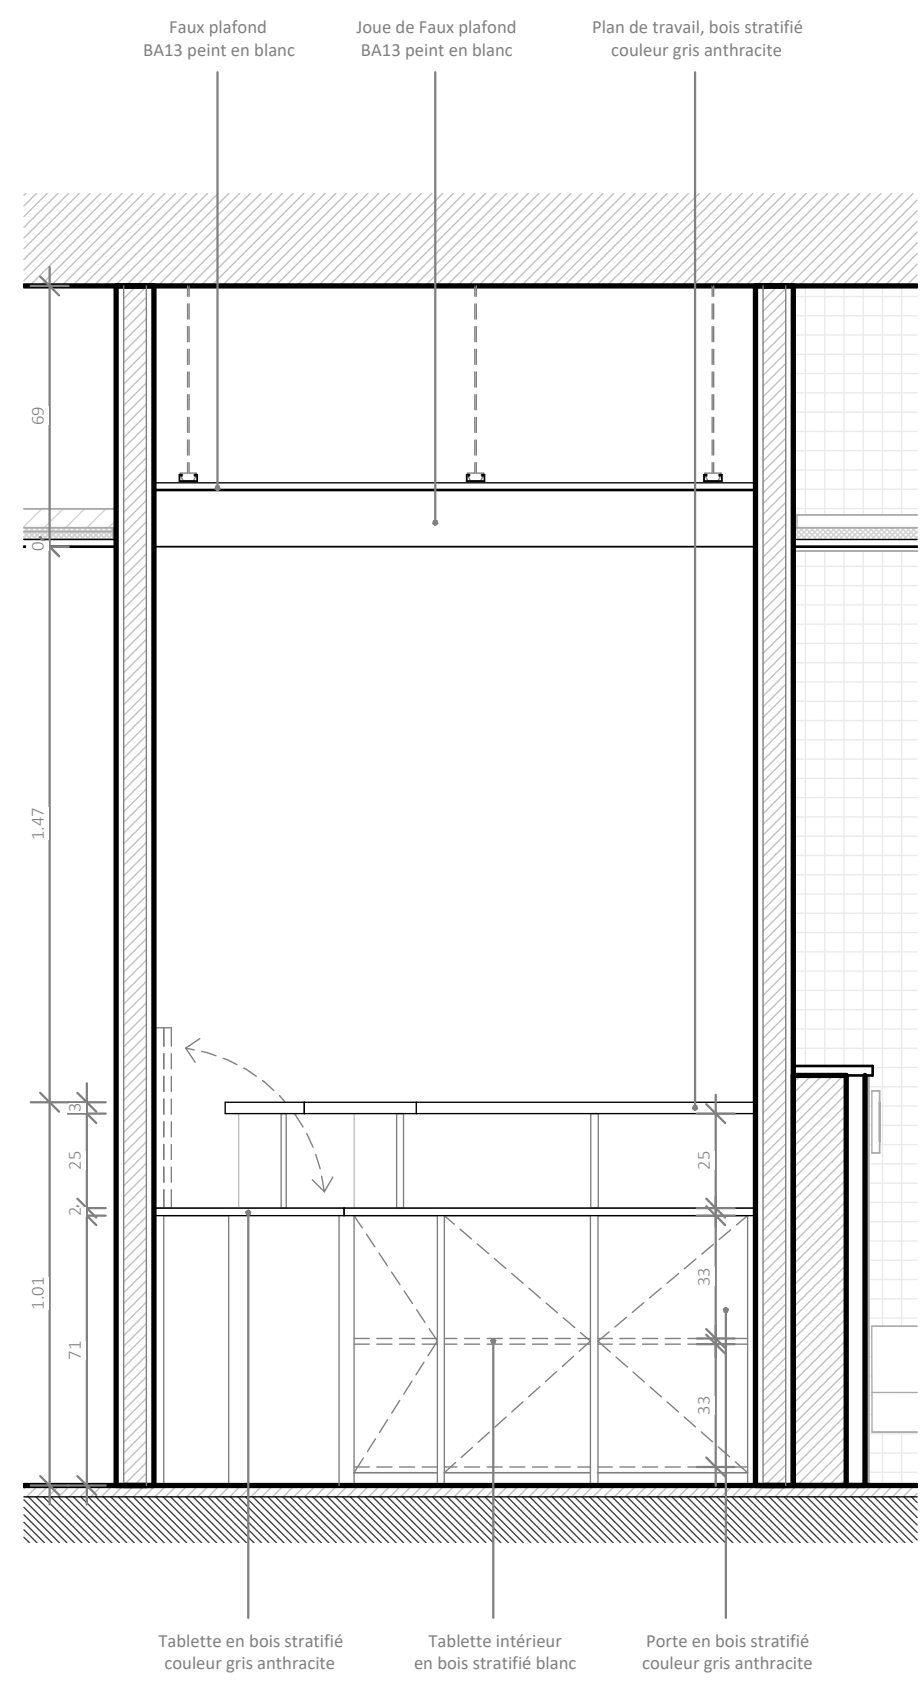 Faux plafond
BA13 peint en blanc
Joue de Faux plafond
BA13 peint en blanc
Plan de travail, bois stratifié
couleur gris anthracite
69
0
1.47
3
25
25
2
1.01
33
71
33
Tablette en bois stratifié
couleur gris anthracite
Tablette intérieur
en bois stratifié blanc
Porte en bois stratifié
couleur gris anthracite